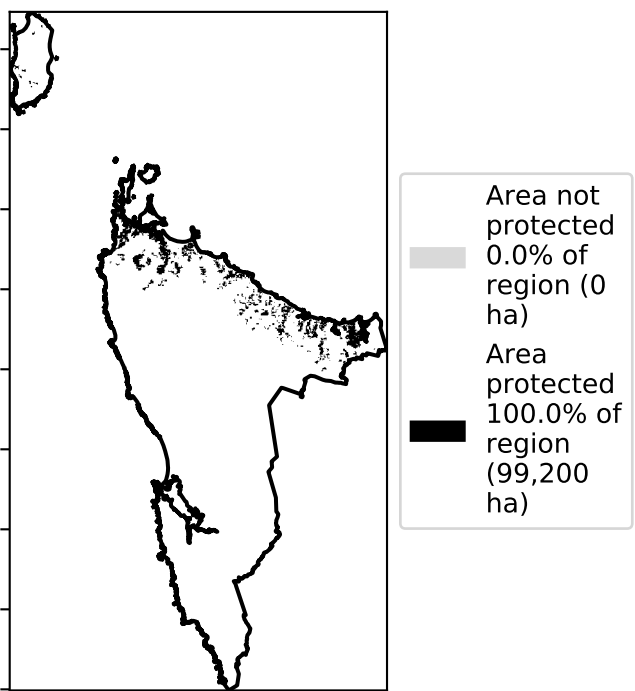 Area not
protected
0.0% of
region (0
ha)
Area
protected
100.0% of
region
(99,200
ha)